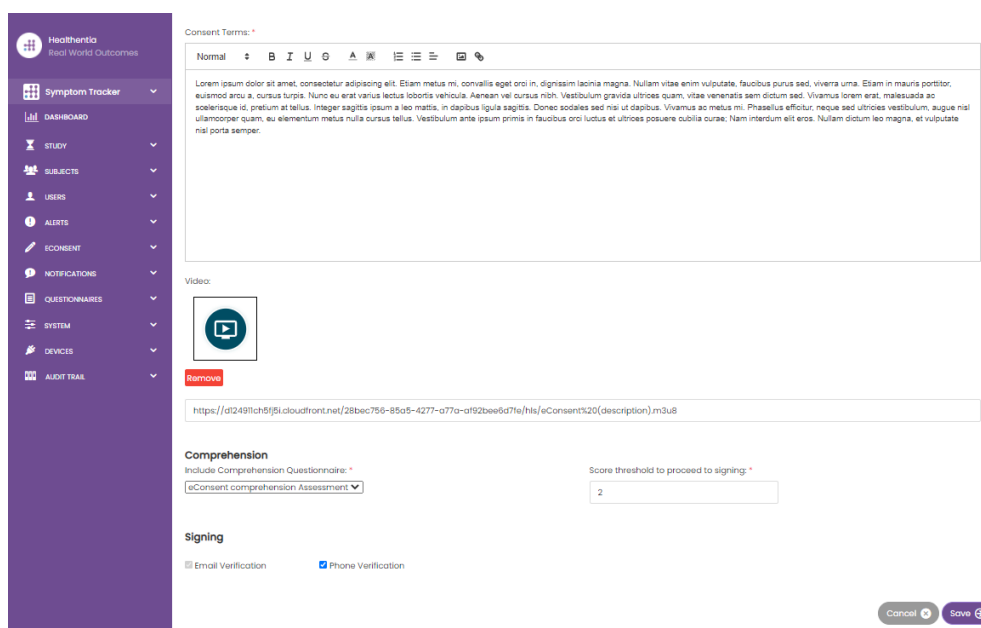 Healthentia
Real World Outcomes
Symptom Tracker
DASHBOARD
STUDY
SUBJECTS
USERS
ALERTS
ECONSENT
NOTIFICATIONS
QUESTIONNAIRES
SYSTEM
DEVICES
AUDIT TRAIL
Consent Terms: *
Normal B I U S A A
Lorem ipsum dolor sit amet, consectetur adipiscing elit. Etiam metus mi, convallis eget orci in, dignissim lacinia magna. Nullam vitae enim vulputate, faucibus purus sed, viverra urna. Etiam in mauris porttitor,
euismod arcu a, cursus turpis. Nunc eu erat varius lectus lobortis vehicula. Aenean vel cursus nibh. Vestibulum gravida ultrices quam, vitae venenatis sem dictum sed. Vivamus lorem erat, malesuada ac
scelerisque id, pretium at tellus. Integer sagittis ipsum a leo mattis, in dapibus ligula sagittis. Donec sodales sed nisi ut dapibus. Vivamus ac metus mi. Phasellus efficitur, neque sed ultricies vestibulum, augue nisl
ullamcorper quam, eu elementum metus nulla cursus tellus. Vestibulum ante ipsum primis in faucibus orci luctus et ultrices posuere cubilia curae; Nam interdum elit eros. Nullam dictum leo magna, et vulputate
nisl porta semper.
Video:
Remove
https://d124911ch5fj5i.cloudfront.net/28bec756-85a5-4277-a77a-af92bee6d7fe/hls/eConsent%20(description).m3u8
Comprehension
Include Comprehension Questionnaire: *
eConsent comprehension Assessment
Score threshold to proceed to signing: *
2
Signing
Email Verification
Phone Verification
Cancel
Save